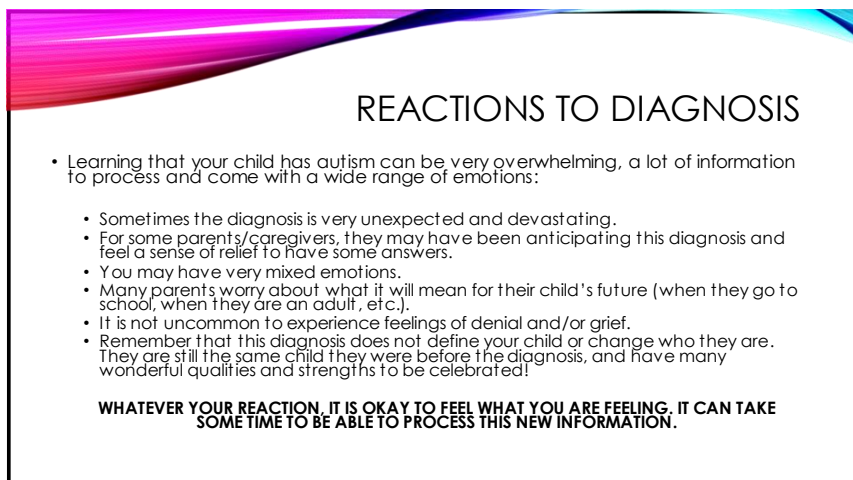 REACTIONS TO DIAGNOSIS
• Learning that your child has autism can be very overwhelming, a lot of information
to process and come with a wide range of emotions:
• Sometimes the diagnosis is very unexpected and devastating.
• For some parents/caregivers, they may have been anticipating this diagnosis and
feel a sense of relief to have some answers.
• You may have very mixed emotions.
• Many parents worry about what it will mean for their child’s future (when they go to
school, when they are an adult, etc.).
• It is not uncommon to experience feelings of denial and/or grief.
• Remember that this diagnosis does not define your child or change who they are.
They are still the same child they were before the diagnosis, and have many
wonderful qualities and strengths to be celebrated!
WHATEVER YOUR REACTION, IT IS OKAY TO FEEL WHAT YOU ARE FEELING. IT CAN TAKE
SOME TIME TO BE ABLE TO PROCESS THIS NEW INFORMATION.